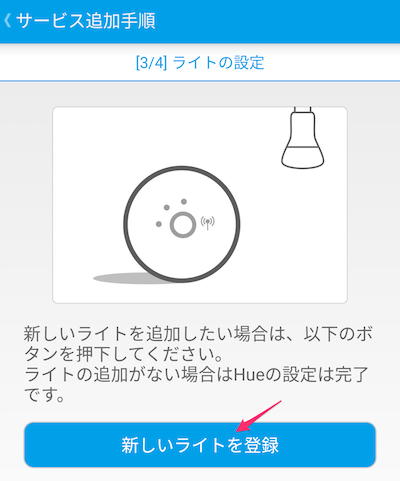 《サービス追加手順
[3/4] ライトの設定
新しいライトを追加したい場合は、以下のボ
タンを押下してください。
ライトの追加がない場合はHueの設定は完了
です。
新しいライトを登録